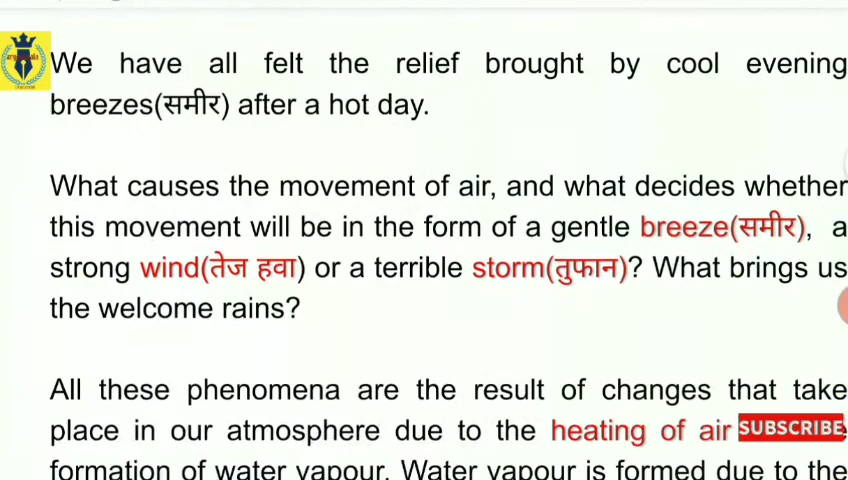 We have all felt the relief brought by cool evening
breezes(समीर) after a hot day.
What causes the movement of air, and what decides whether
this movement will be in the form of a gentle breeze(समीर), a
strong wind(तेज हवा) or a terrible storm(तुफान)? What brings us
the welcome rains?
All these phenomena are the result of changes that take
place in our atmosphere due to the heating of air
SUBSCRIBE
formation of water vapour. Water vapour is formed due to the